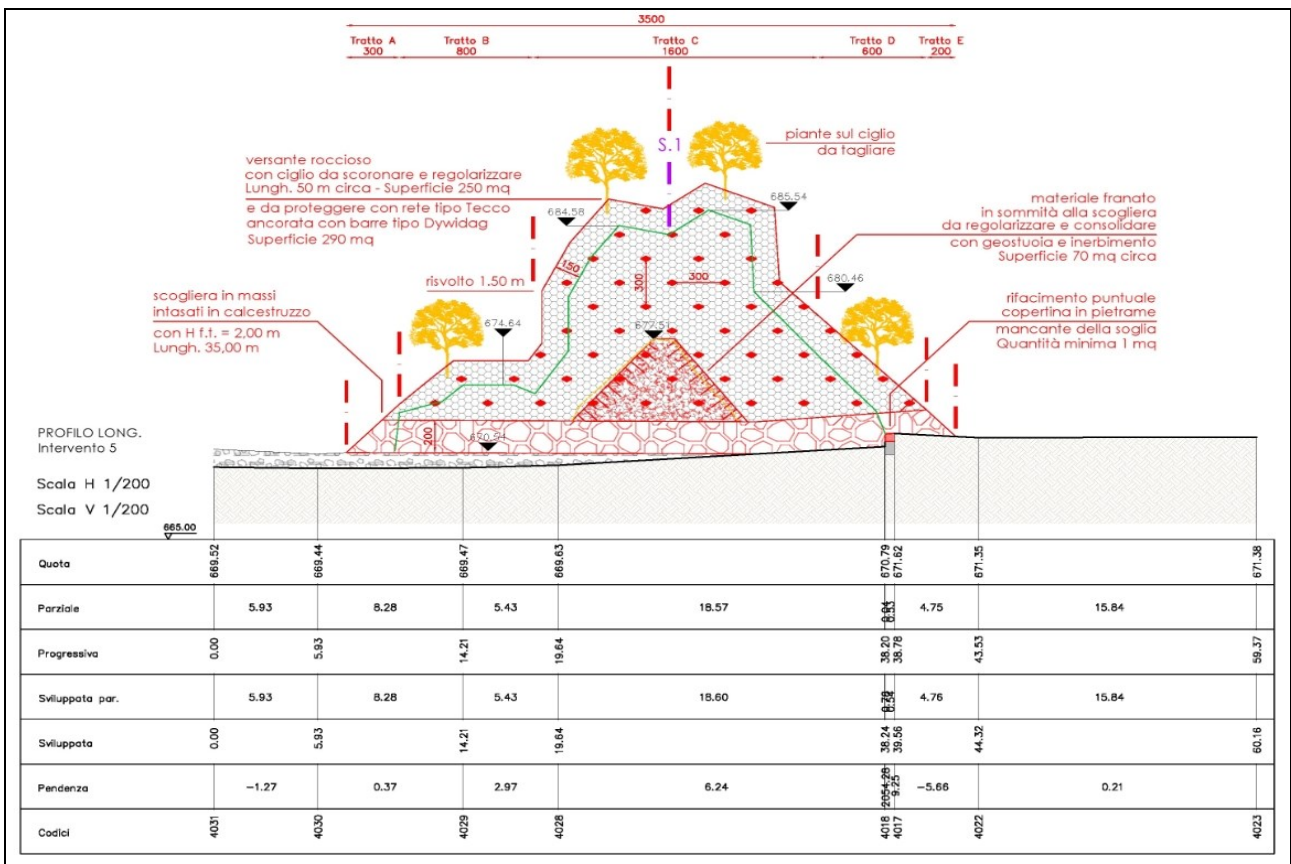 3500
Tratto A
300
Tratto B
800
Tratto C
1600
Tratto D
600
Tratto E
200
S.1
piante sul ciglio
da tagliare
versante roccioso
con ciglio da scoronare e regolarizzare
Lungh. 50 m circa - Superficie 250 mq
e da proteggere con rete tipo Tecco
ancorata con barre tipo Dywidag
Superficie 290 mq
684.58
685.54
materiale franato
in sommità alla scogliera
da regolarizzare e consolidare
con geostuoia e inerbimento
Superficie 70 mq circa
risvolto 1.50 m
150
300
300
680.46
scogliera in massi
intasati in calcestruzzo
con H f.t. = 2,00 m
Lungh. 35,00 m
674.64
rifacimento puntuale
copertina in pietrame
mancante della soglia
Quantità minima 1 mq
PROFILO LONG.
Intervento 5
200
Scala H 1/200
Scala V 1/200
665.00
Quota 669.52 669.44 669.47 669.63 670.79 671.62 671.35 671.38
Parziale 5.93 8.28 5.43 18.57 4.75 15.84
Progressiva 0.00 5.93 14.21 19.64 38.20 38.78 43.53 59.37
Sviluppata par. 5.93 8.28 5.43 18.60 4.76 15.84
Sviluppata 0.00 5.93 14.21 19.64 38.24 39.56 44.32 60.16
Pendenza -1.27 0.37 2.97 6.24 9.25 -5.66 0.21
Codici 4031 4030 4029 4028 4018 4017 4022 4023